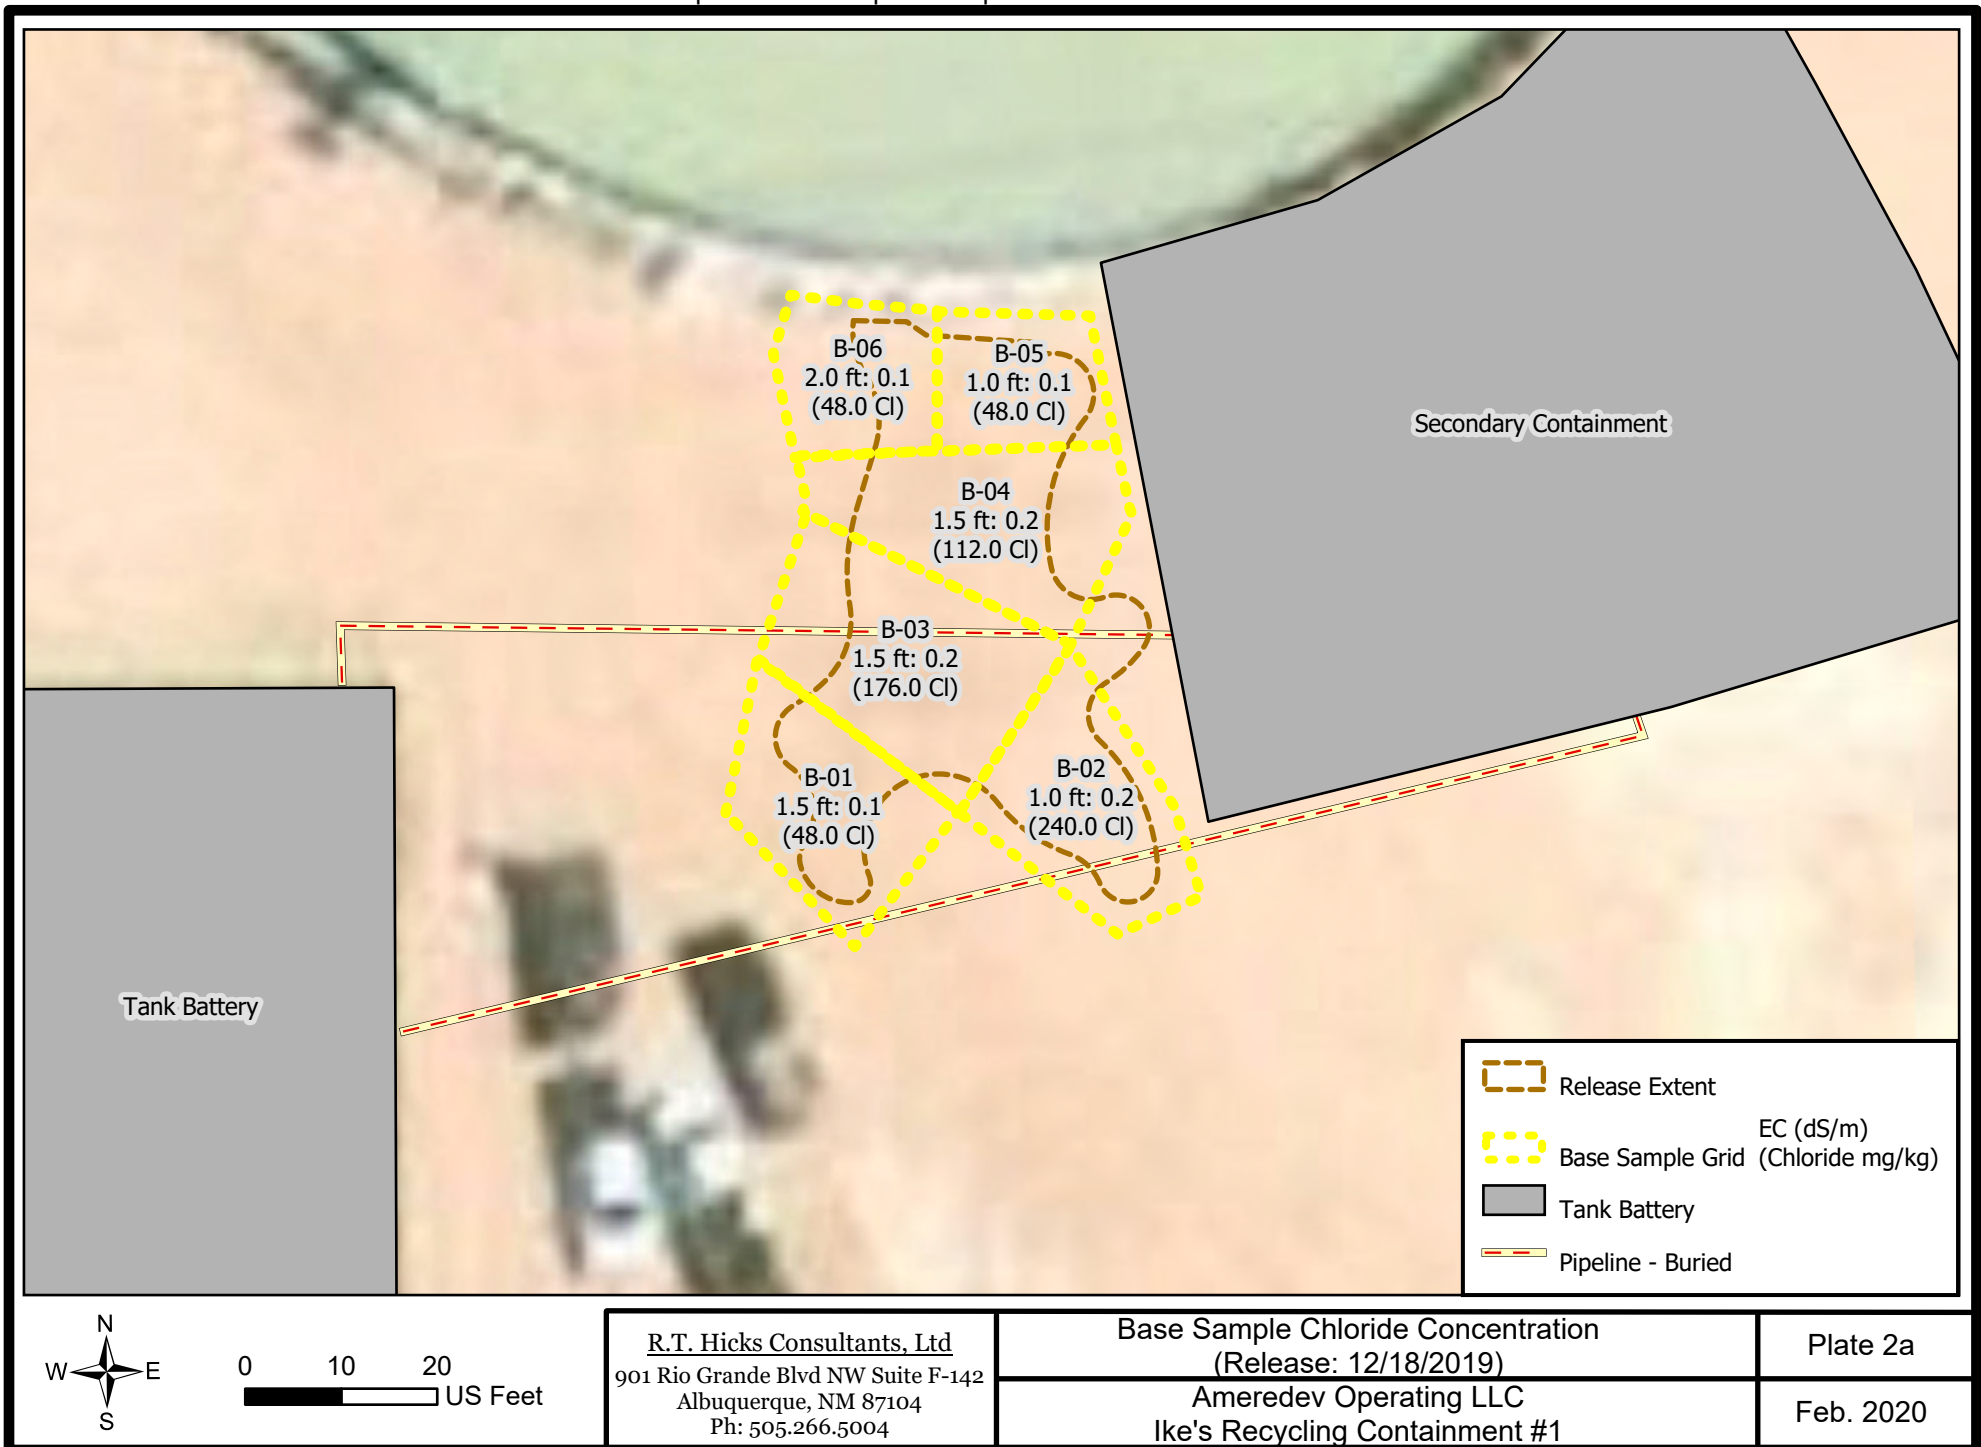 B-06
2.0 ft: 0.1
(48.0 Cl)
B-05
1.0 ft: 0.1
(48.0 Cl)
Secondary Containment
B-04
1.5 ft: 0.2
(112.0 Cl)
B-03
1.5 ft: 0.2
(176.0 Cl)
B-01
1.5 ft: 0.1
(48.0 Cl)
B-02
1.0 ft: 0.2
(240.0 Cl)
Tank Battery
Release Extent
EC (dS/m)
Base Sample Grid (Chloride mg/kg)
Tank Battery
Pipeline - Buried
N
W E
S
0 10 20
US Feet
R.T. Hicks Consultants, Ltd
901 Rio Grande Blvd NW Suite F-142
Albuquerque, NM 87104
Ph: 505.266.5004
Base Sample Chloride Concentration
(Release: 12/18/2019)
Ameredev Operating LLC
Ike's Recycling Containment #1
Plate 2a
Feb. 2020